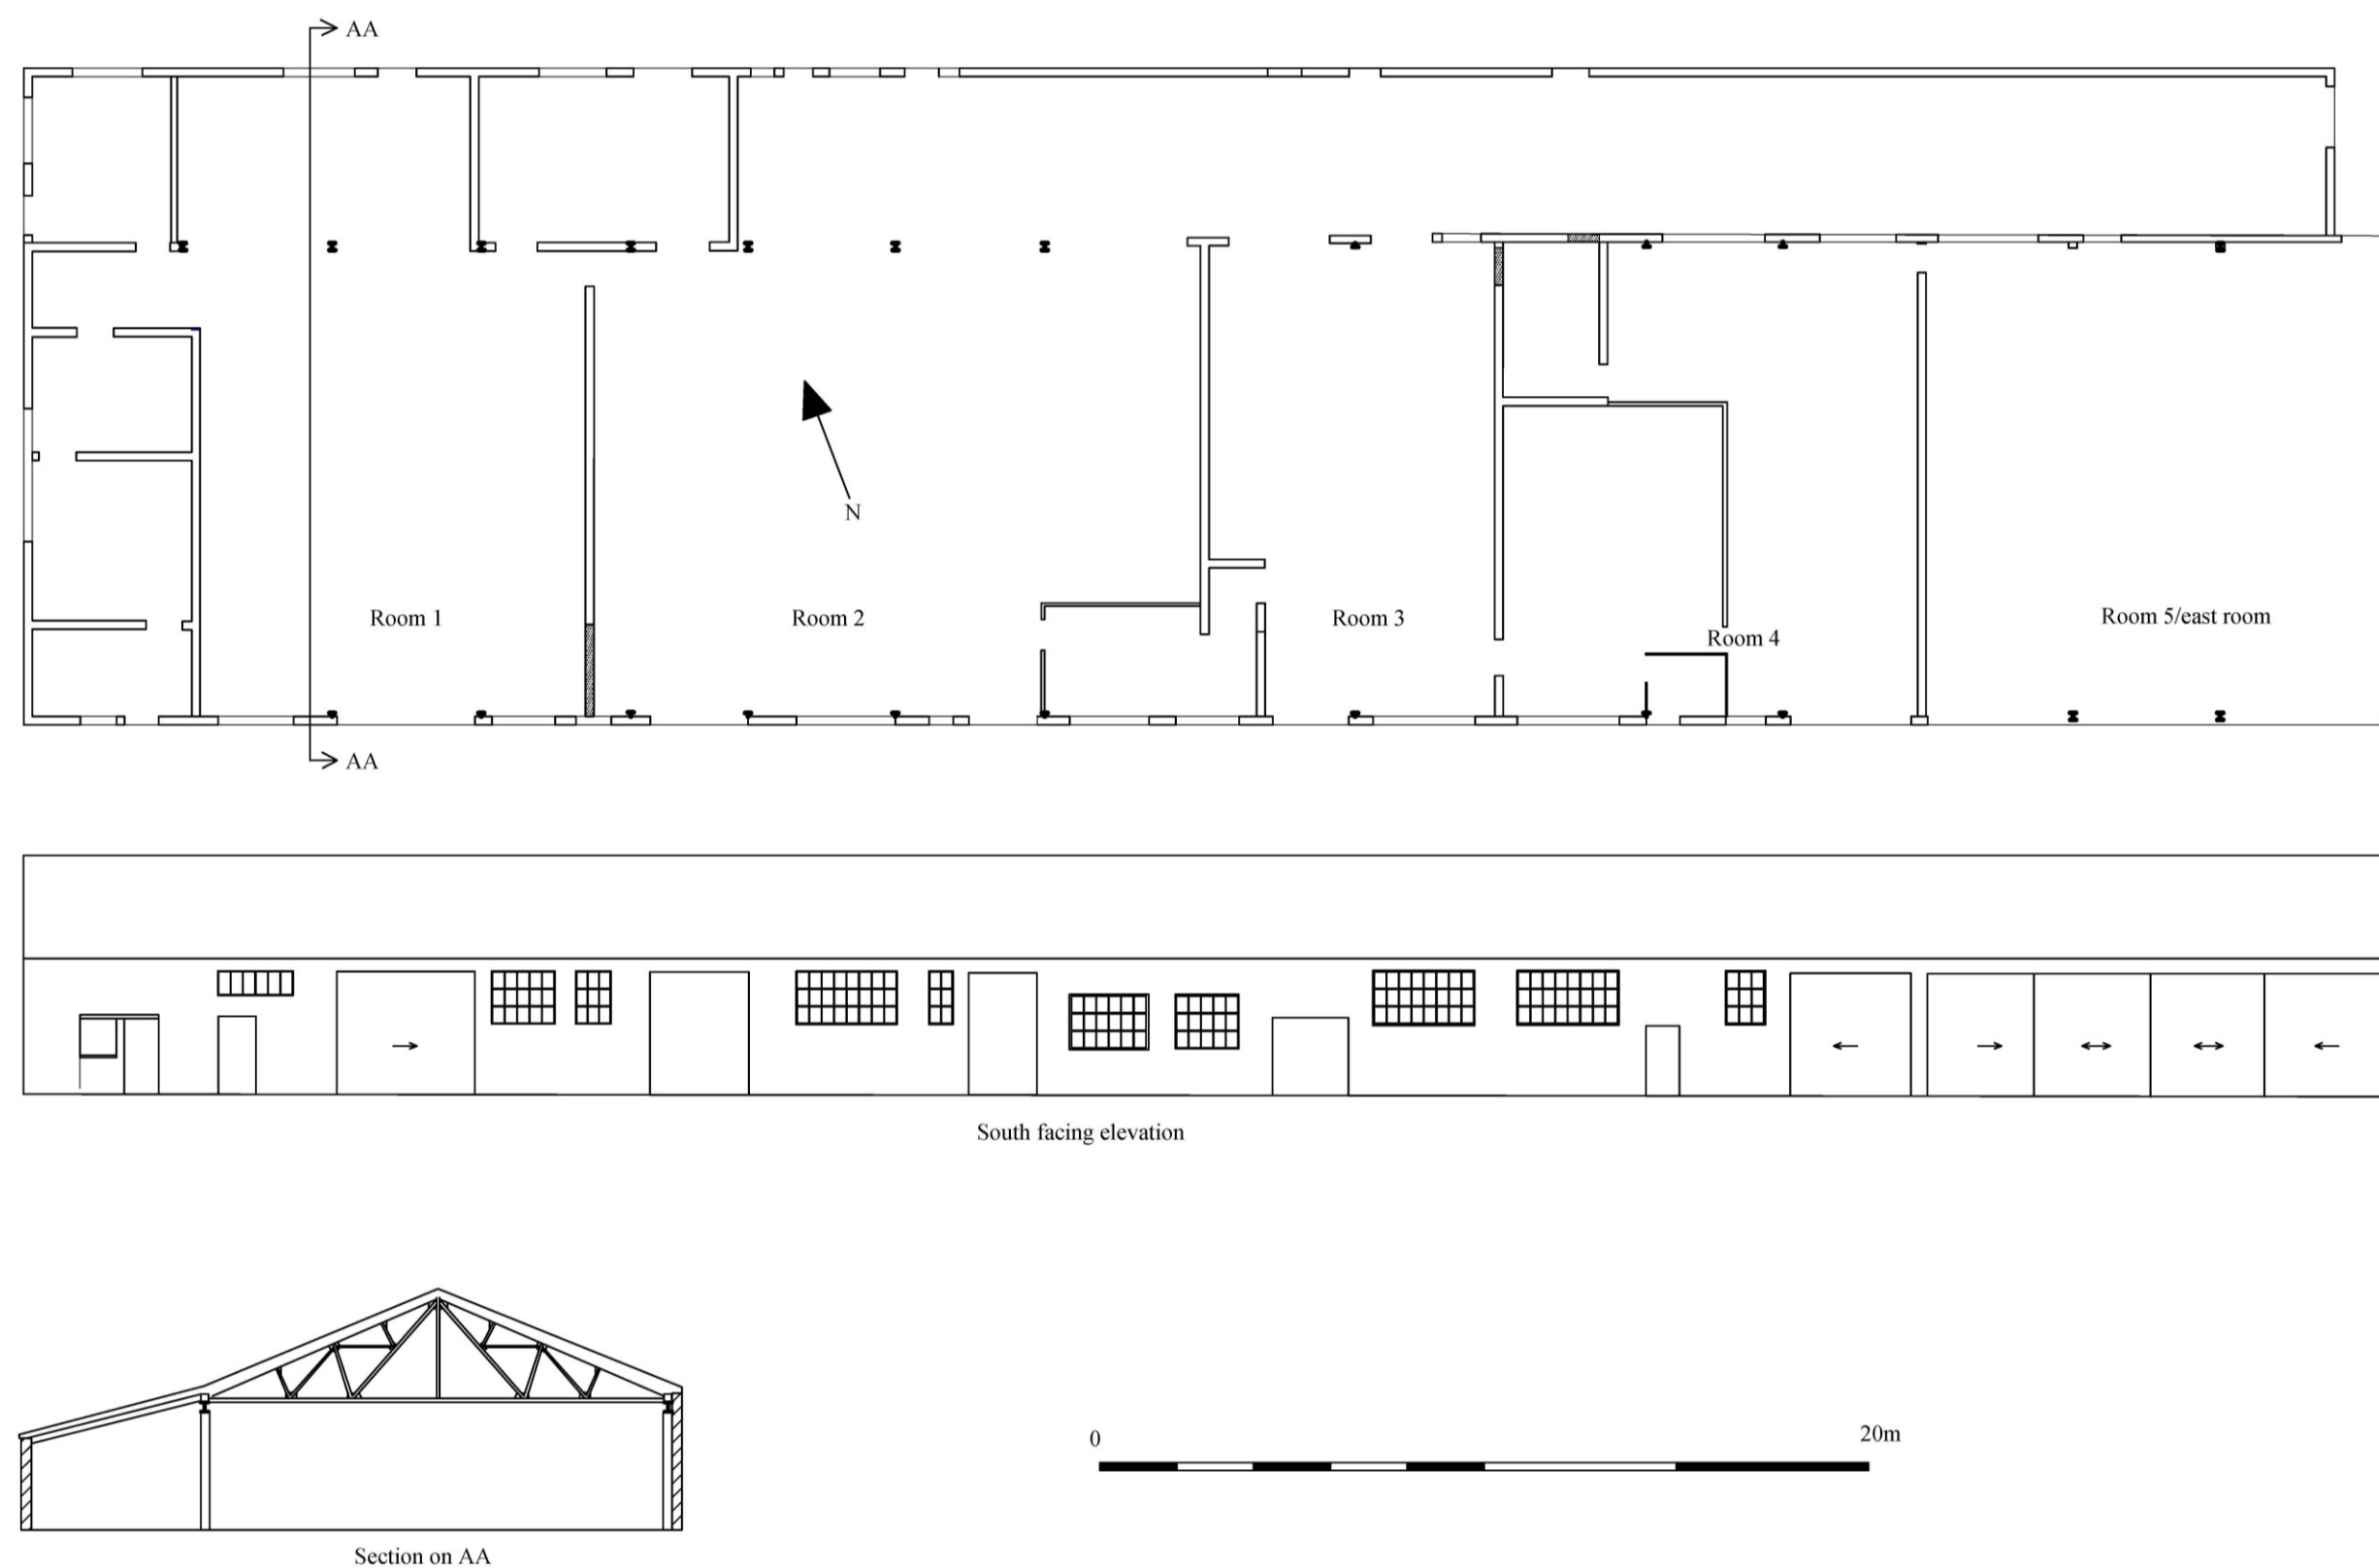 AA
N
Room 1
Room 2
Room 3
Room 4
Room 5/east room
AA
South facing elevation
0
20m
Section on AA